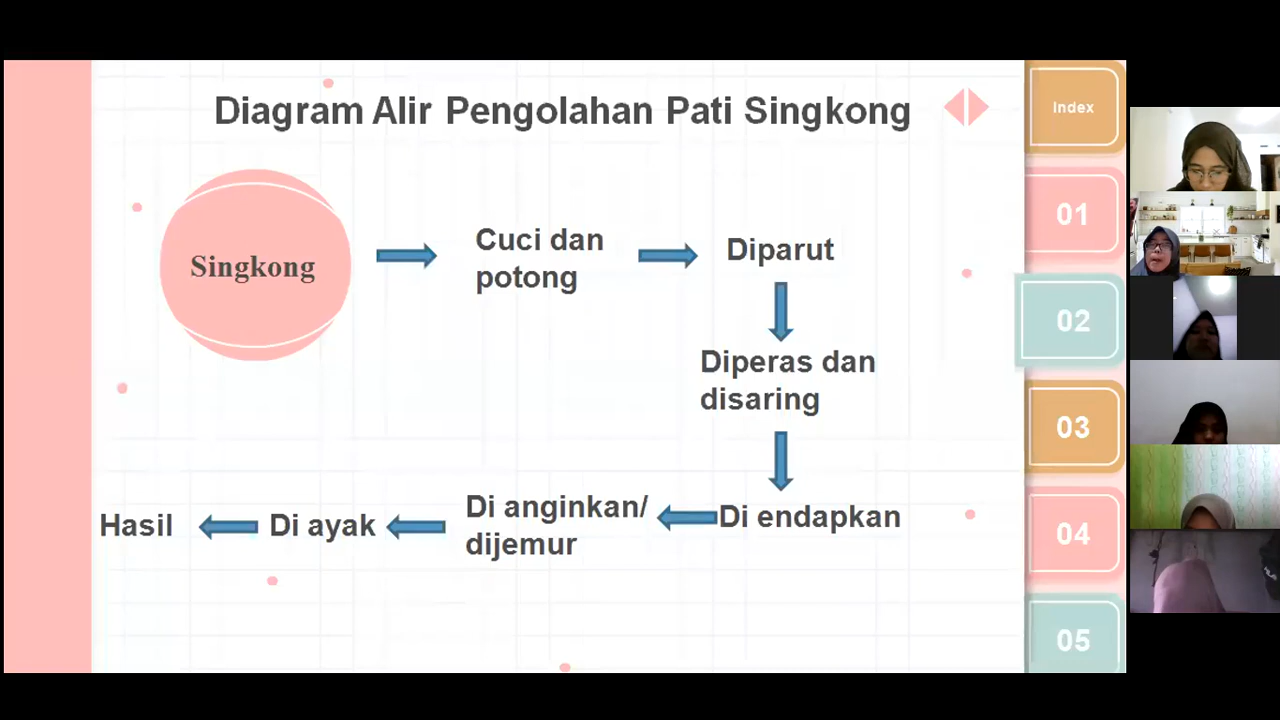 Diagram Alir Pengolahan Pati Singkong
Singkong
Cuci dan
potong
Diparut
Diperas dan
disaring
Di endapkan
Di anginkan/
dijemur
Di ayak
Hasil
Index
01
02
03
04
05